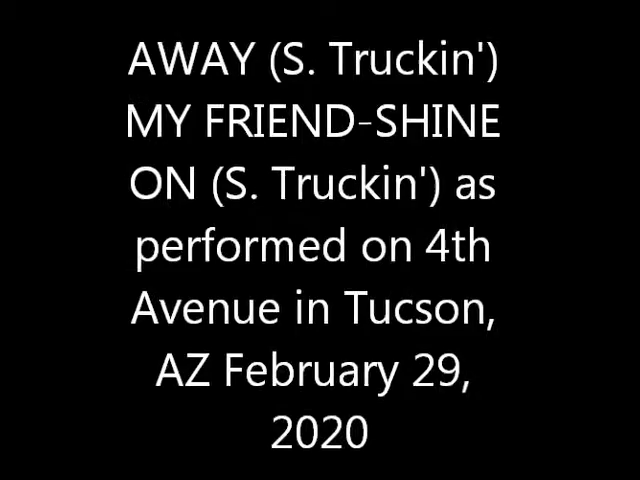 AWAY (S. Truckin')
MY FRIEND-SHINE
ON (S. Truckin') as
performed on 4th
Avenue in Tucson,
AZ February 29,
2020